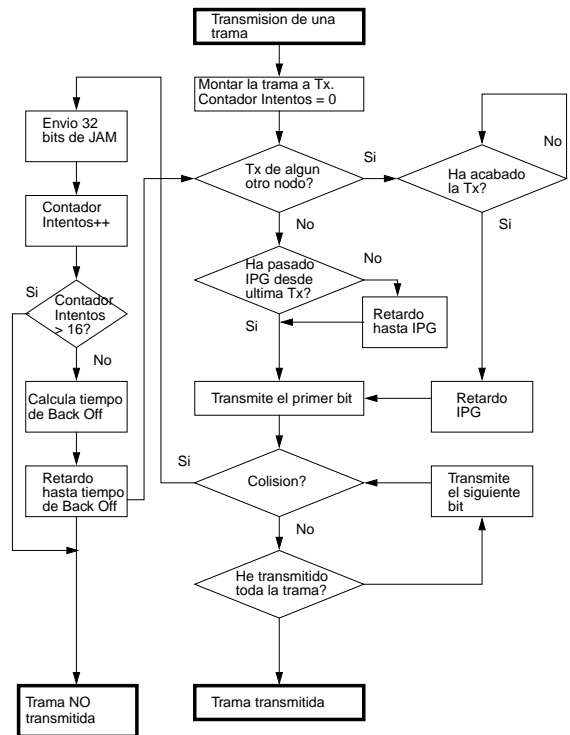 Transmision de una
trama
Montar la trama a Tx.
Contador Intentos = 0
Envio 32
bits de JAM
Contador
Intentos++
Si
Contador
Intentos
> 16?
No
Calcula tiempo
de Back Off
Retardo
hasta tiempo
de Back Off
Trama NO
transmitida
Tx de algun
otro nodo?
Si
No
Ha acabado
la Tx?
No
Si
Ha pasado
IPG desde
ultima Tx?
No
Si
Retardo
hasta IPG
Transmite el primer bit
Retardo
IPG
Si
Colision?
No
Transmite
el siguiente
bit
He transmitido
toda la trama?
Trama transmitida